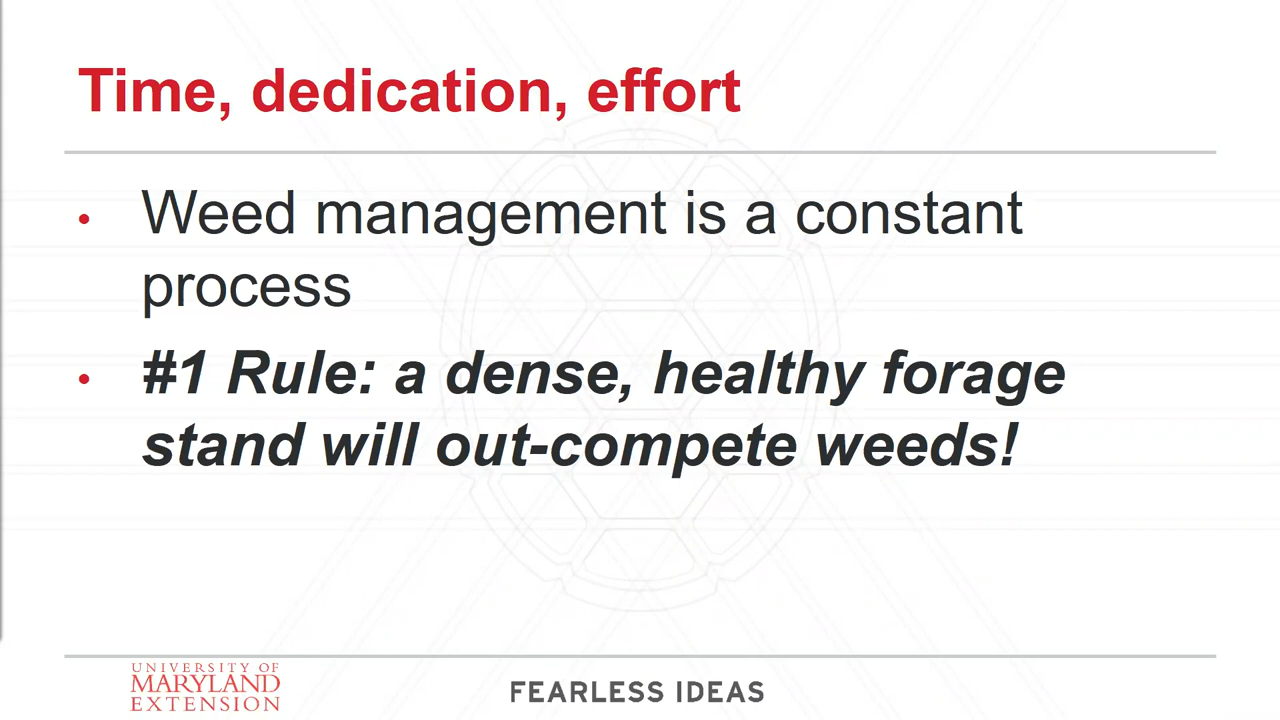 Time, dedication, effort
• Weed management is a constant
process
• #1 Rule: a dense, healthy forage
stand will out-compete weeds!
UNIVERSITY OF
MARYLAND
EXTENSION
FEARLESS IDEAS